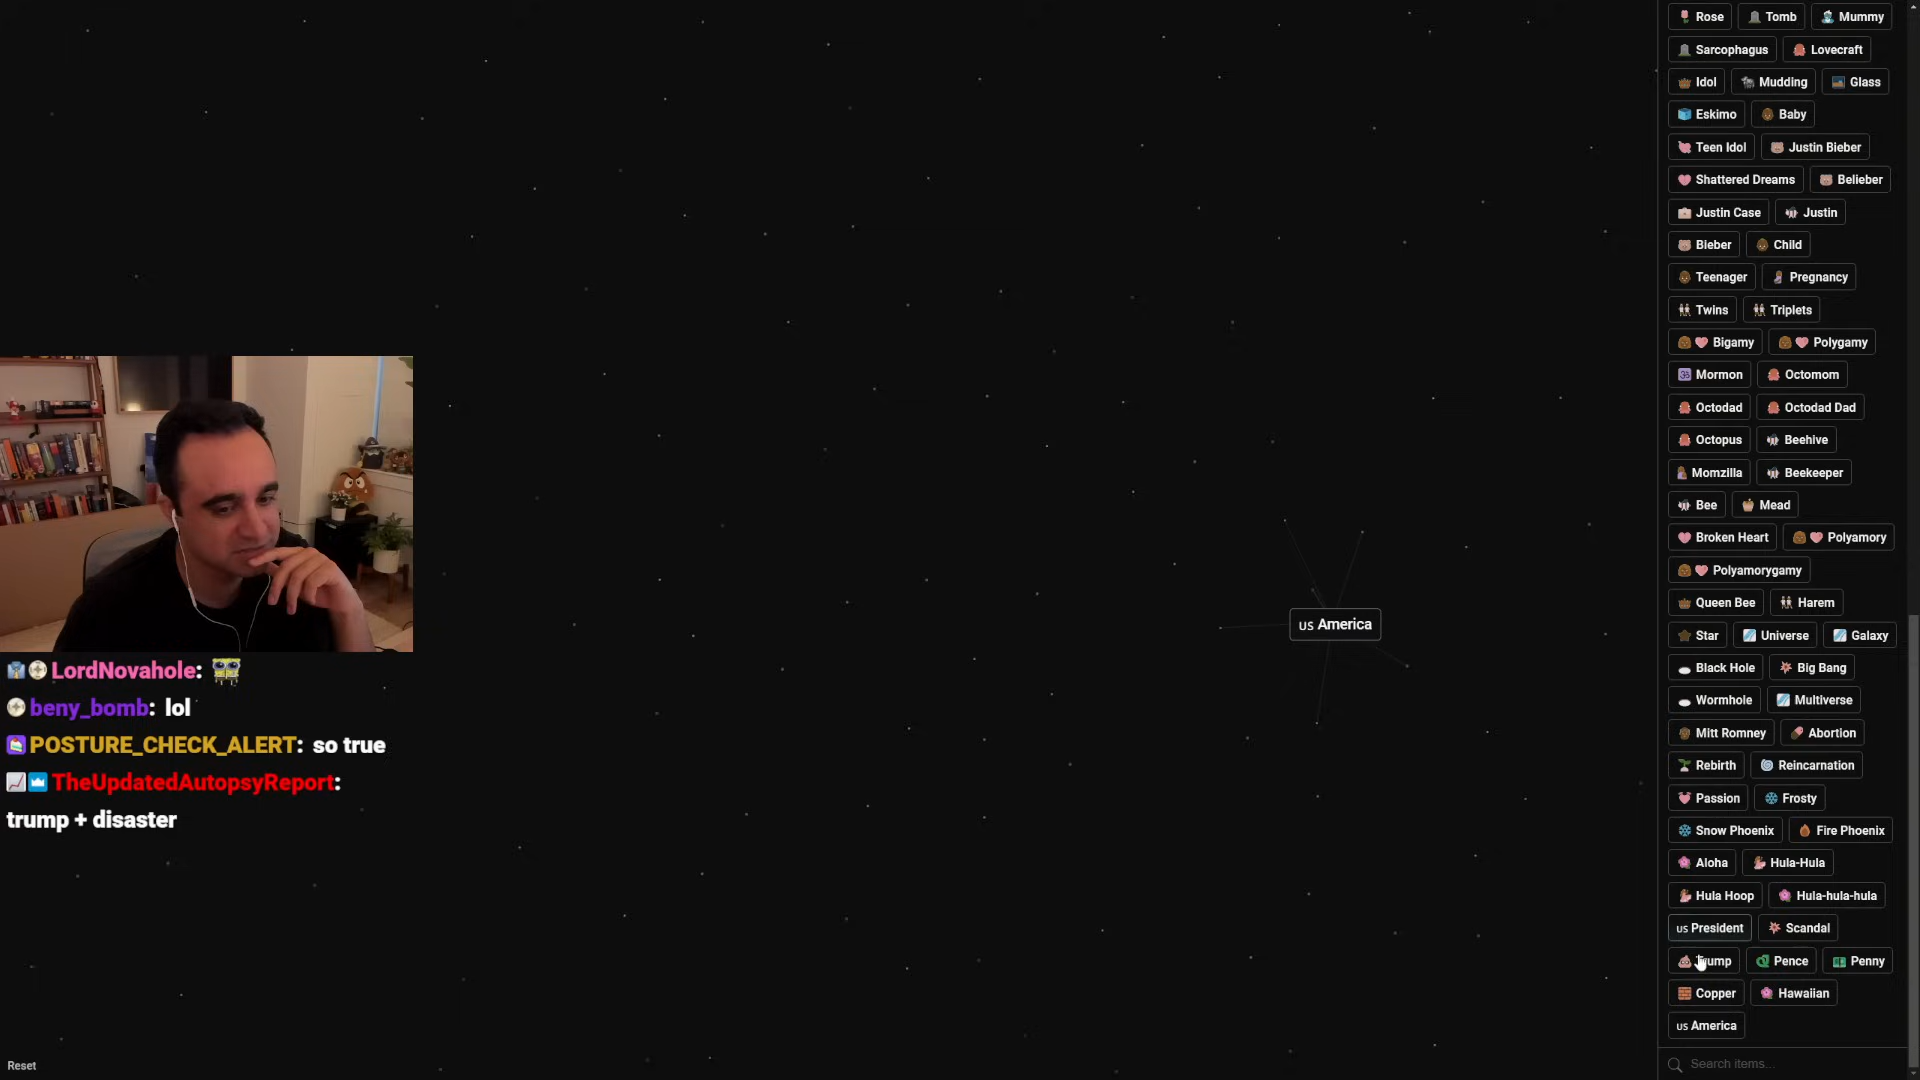 Rose Tomb Mummy
Sarcophagus Lovecraft
Idol Mudding Glass
Eskimo Baby
Teen Idol Justin Bieber
Shattered Dreams Belieber
Justin Case Justin
Bieber Child
Teenager Pregnancy
Twins Triplets
Bigamy Polygamy
Mormon Octomom
Octodad Octodad Dad
Octopus Beehive
Momzilla Beekeeper
Bee Mead
Broken Heart Polyamory
Polyamorygamy
Queen Bee Harem
Star Universe Galaxy
Black Hole Big Bang
Wormhole Multiverse
Mitt Romney Abortion
Rebirth Reincarnation
Passion Frosty
Snow Phoenix Fire Phoenix
Aloha Hula-Hula
Hula Hoop Hula-hula-hula
US President Scandal
Pence Penny
Copper Hawaiian
US America
Search items...
US America
LordNovahole:
beny_bomb: lol
POSTURE_CHECK_ALERT: so true
TheUpdatedAutopsyReport:
trump + disaster
Reset